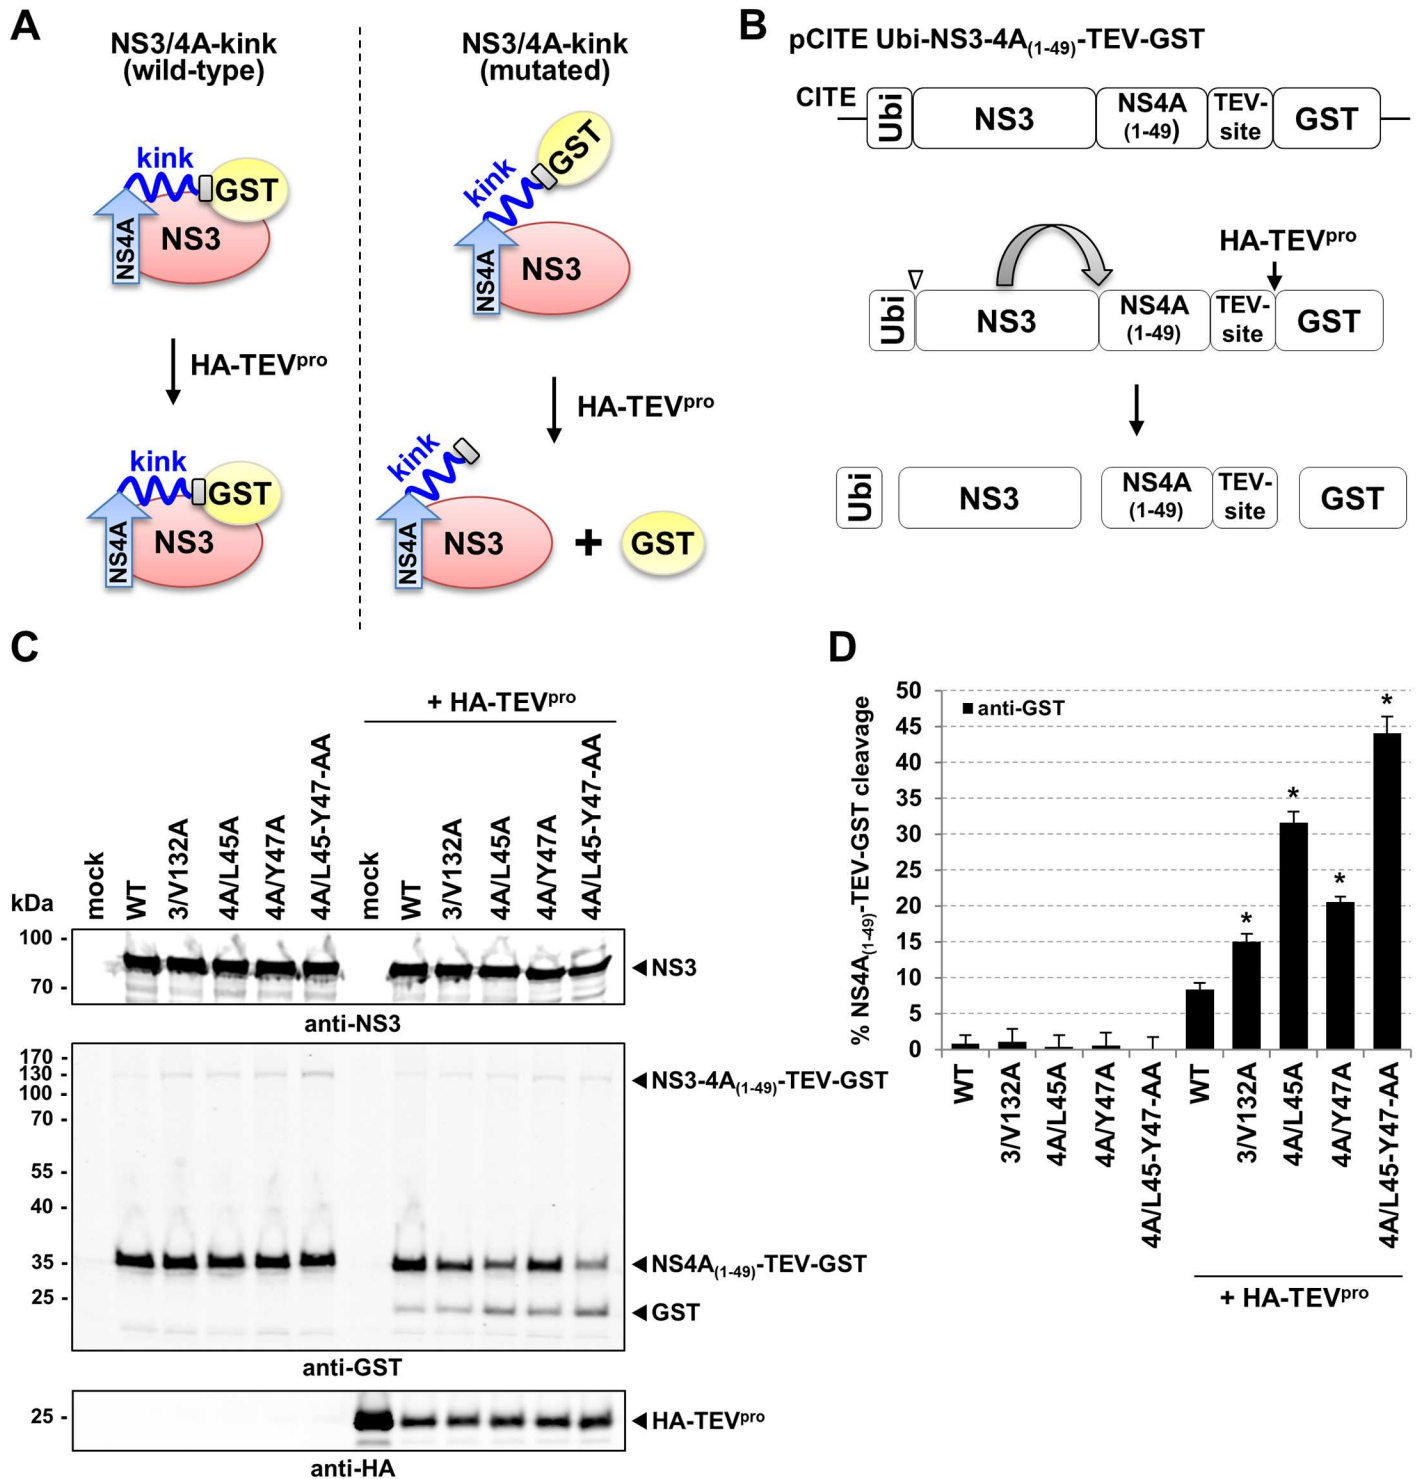 A
NS3/4A-kink
(wild-type)
kink
GST
NS4A
NS3
HA-TEVpro
kink
GST
NS4A
NS3
NS3/4A-kink
(mutated)
kink
GST
NS4A
NS3
HA-TEVpro
kink
NS4A
NS3
+
GST
B
pCITE Ubi-NS3-4A(1-49)-TEV-GST
CITE
Ubi
NS3
NS4A
(1-49)
TEV-
site
GST
HA-TEVpro
Ubi
NS3
NS4A
(1-49)
TEV-
site
GST
Ubi
NS3
NS4A
(1-49)
TEV-
site
GST
C
+ HA-TEVpro
kDa
mock
WT
3/V132A
4A/L45A
4A/Y47A
4A/L45-Y47-AA
mock
WT
3/V132A
4A/L45A
4A/Y47A
4A/L45-Y47-AA
100 -
70 -
NS3
anti-NS3
170 -
130 -
100 -
70 -
55 -
40 -
35 -
25 -
NS3-4A(1-49)-TEV-GST
NS4A(1-49)-TEV-GST
GST
anti-GST
25 -
HA-TEVpro
anti-HA
D
% NS4A(1-49)-TEV-GST cleavage
50
45
40
35
30
25
20
15
10
5
0
anti-GST
*
*
*
*
WT
3/V132A
4A/L45A
4A/Y47A
4A/L45-Y47-AA
WT
3/V132A
4A/L45A
4A/Y47A
4A/L45-Y47-AA
+ HA-TEVpro